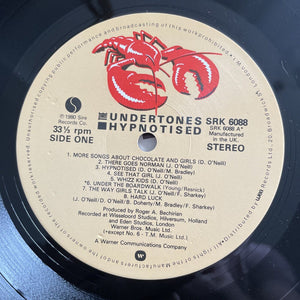 THE UNDERTONES SRK 6088
HYPNOTISED SRK 6088 A
Manufactured
in the UK.
STEREO
℗ 1980 Sire
Records Co.
33⅓ rpm
SIDE ONE
1. MORE SONGS ABOUT CHOCOLATE AND GIRLS (D. O'Neill)
2. THERE GOES NORMAN (J. O'Neill)
3. HYPNOTISED (D. O'Neill/M. Bradley)
4. SEE THAT GIRL (J. O'Neill)
5. WHIZZ KIDS (D. O'Neill)
*6. UNDER THE BOARDWALK (Young/Resnick)
7. THE WAY GIRLS TALK (J. O'Neill/F. Sharkey)
8. HARD LUCK
(J. O'Neill/D. O'Neill/B. Doherty/M. Bradley/F. Sharkey)
Produced by Roger A. Bechirian
Recorded at Wisseloord Studios, Hilversum, Holland
and Eden Studios, London
Warner Bros. Music Ltd.
(*except No. 6 - T.M. Music Ltd.)
A Warner Communications Company